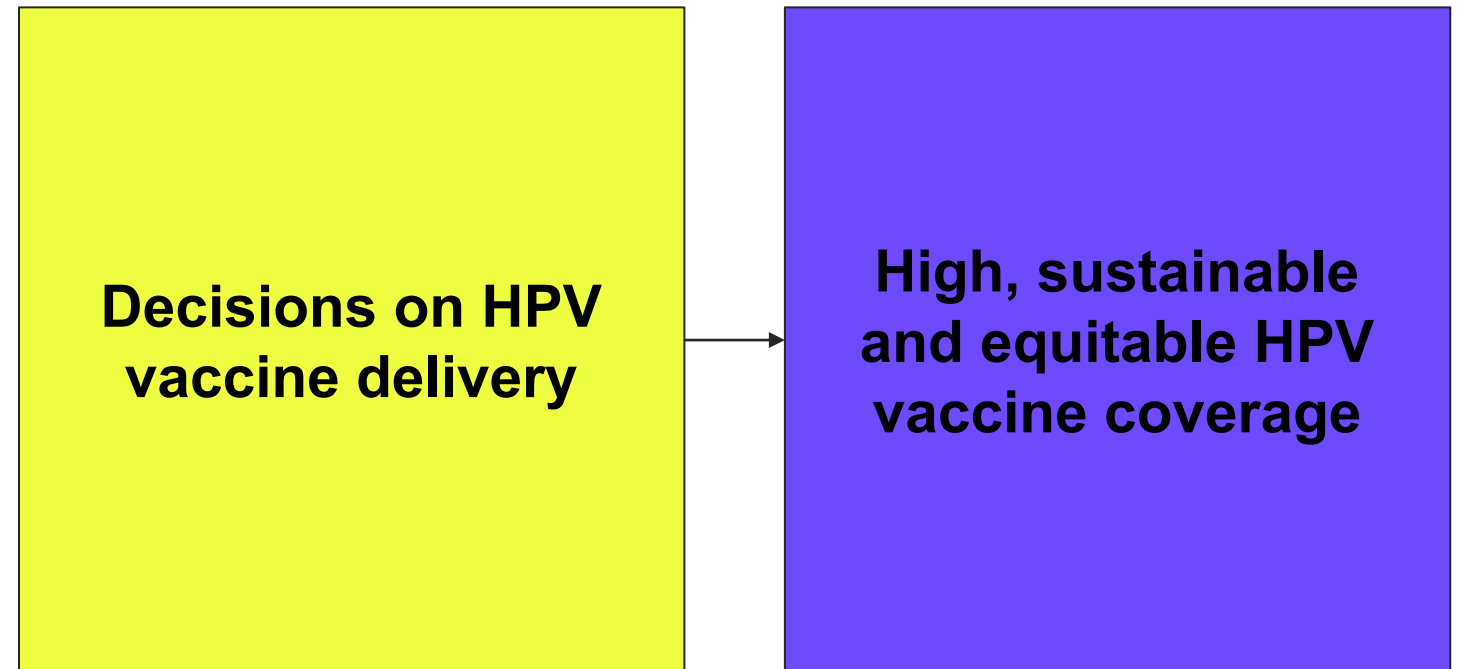 Decisions on HPV
vaccine delivery
High, sustainable
and equitable HPV
vaccine coverage